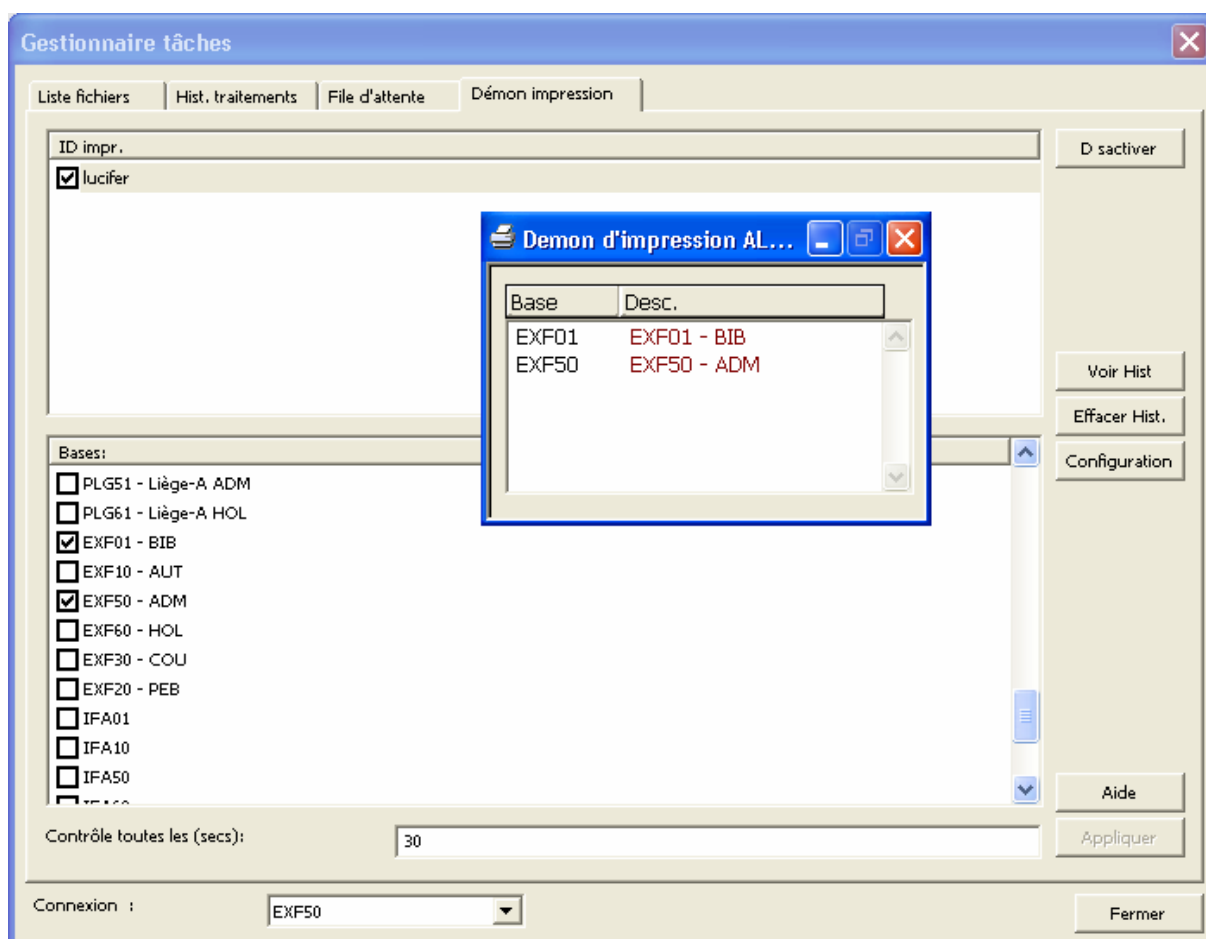 Gestionnaire tâches
Liste fichiers Hist. traitements File d'attente Démon impression
ID impr.
lucifer
D sactiver
Demon d'impression AL...
Base Desc.
EXF01 EXF01 - BIB
EXF50 EXF50 - ADM
Voir Hist
Effacer Hist.
Configuration
Bases:
PLG51 - Liège-A ADM
PLG61 - Liège-A HOL
EXF01 - BIB
EXF10 - AUT
EXF50 - ADM
EXF60 - HOL
EXF30 - COU
EXF20 - PEB
IFA01
IFA10
IFA50
Aide
Contrôle toutes les (secs): 30
Appliquer
Connexion : EXF50
Fermer